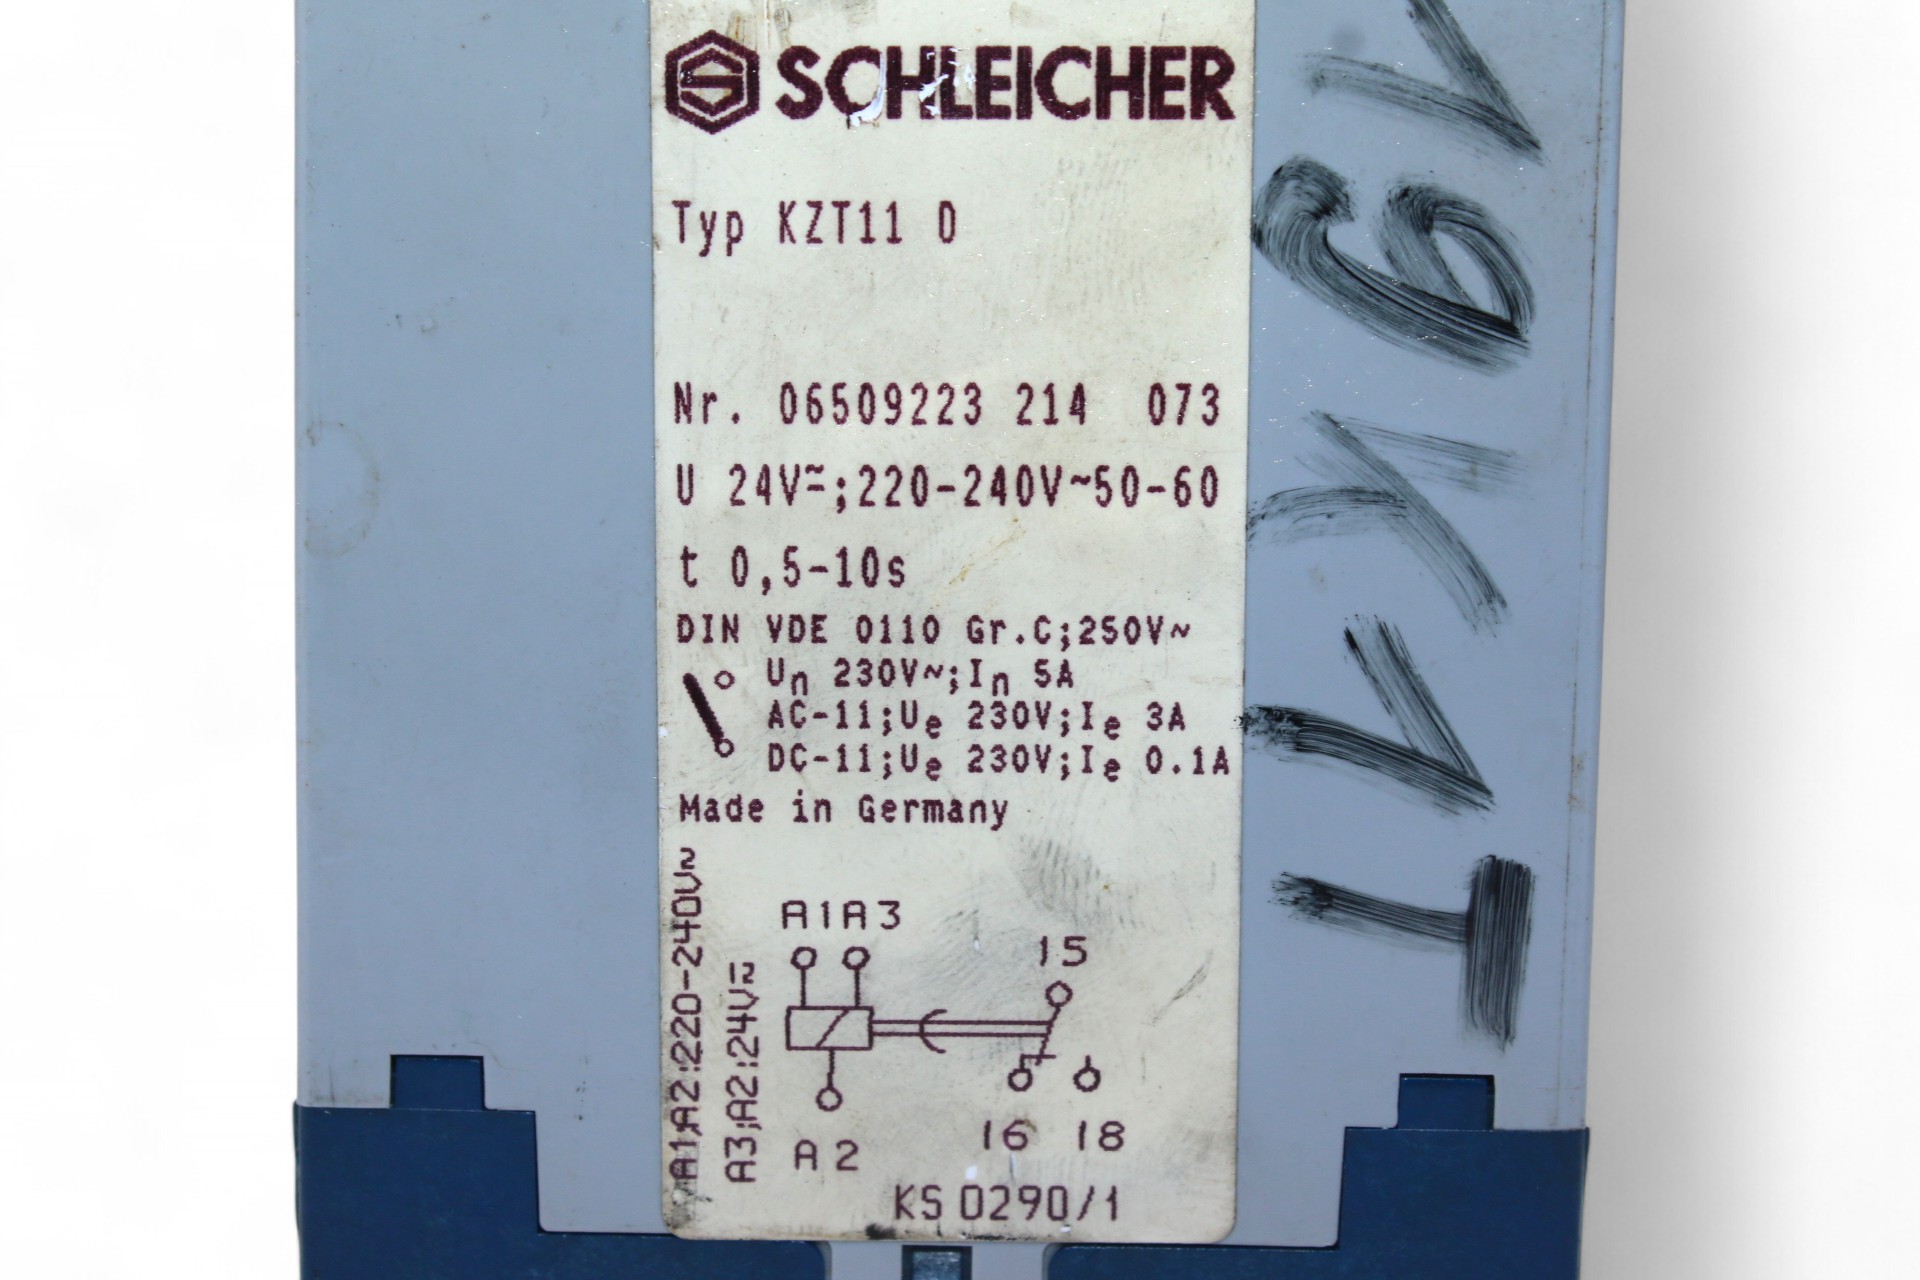 SCHLEICHER
Typ KZT11 D
Nr. 06509223 214 073
U 24V≂;220-240V~50-60
t 0,5-10s
DIN VDE 0110 Gr.C;250V~
Un 230V~;In 5A
AC-11;Ue 230V;Ie 3A
DC-11;Ue 230V;Ie 0.1A
Made in Germany
A1;A2:220-240V~
A3;A2:24V≂
A1A3
15
A2
16 18
KS 0290/1